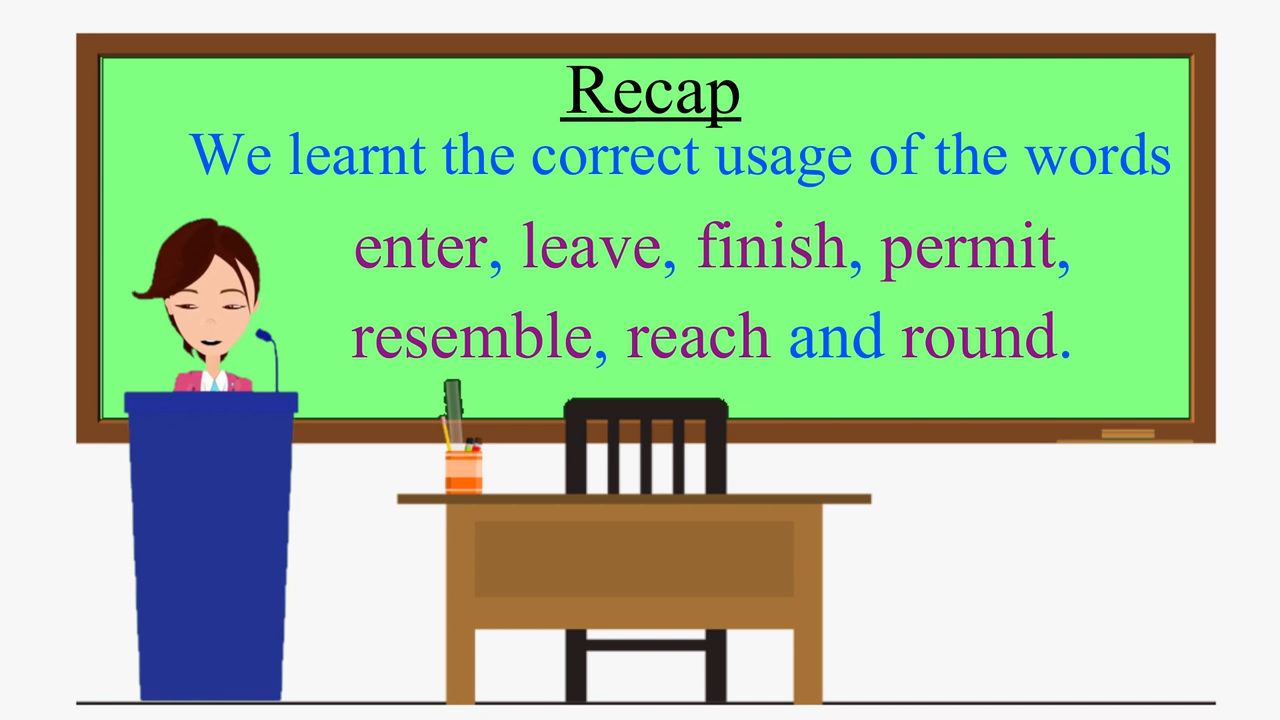 Recap
We learnt the correct usage of the words
enter, leave, finish, permit,
resemble, reach and round.